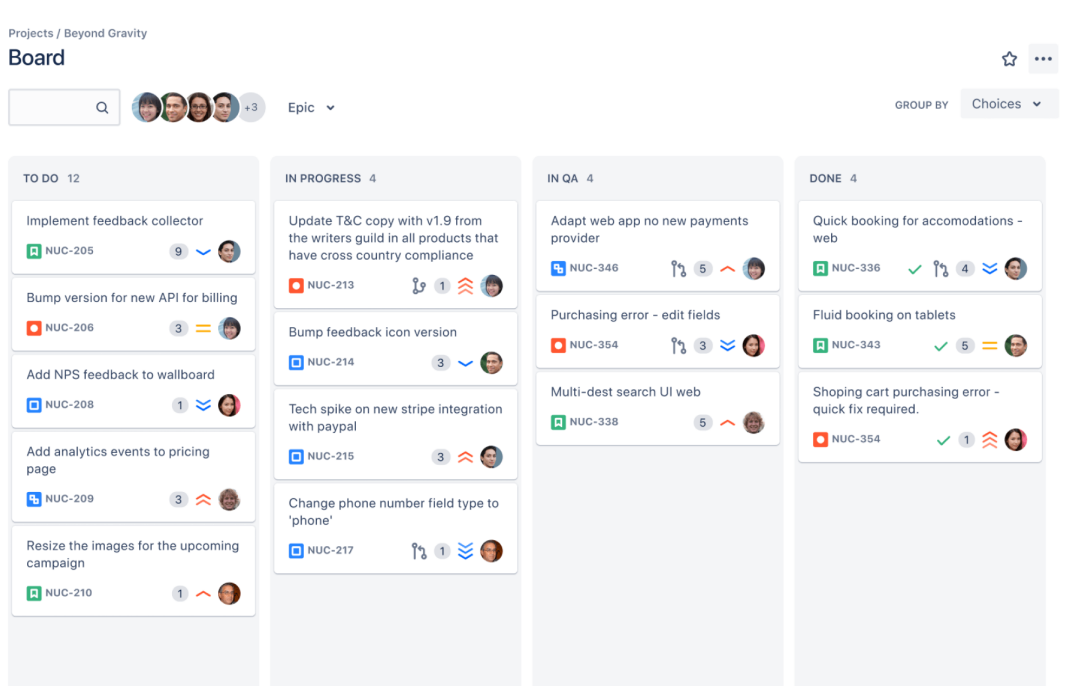 Projects / Beyond Gravity
Board
+3
Epic
GROUP BY
Choices
TO DO 12
Implement feedback collector
NUC-205
9
Bump version for new API for billing
NUC-206
3
Add NPS feedback to wallboard
NUC-208
1
Add analytics events to pricing
page
NUC-209
3
Resize the images for the upcoming
campaign
NUC-210
1
IN PROGRESS 4
Update T&C copy with v1.9 from
the writers guild in all products that
have cross country compliance
NUC-213
1
Bump feedback icon version
NUC-214
3
Tech spike on new stripe integration
with paypal
NUC-215
3
Change phone number field type to
'phone'
NUC-217
1
IN QA 4
Adapt web app no new payments
provider
NUC-346
5
Purchasing error - edit fields
NUC-354
3
Multi-dest search UI web
NUC-338
5
DONE 4
Quick booking for accomodations -
web
NUC-336
4
Fluid booking on tablets
NUC-343
5
Shoping cart purchasing error -
quick fix required.
NUC-354
1